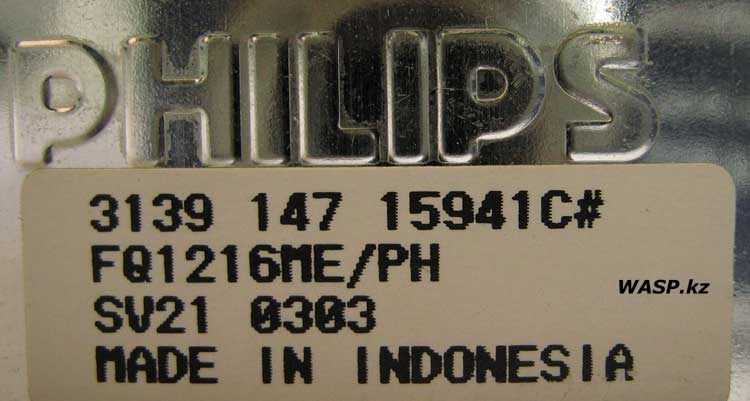 PHILIPS
3139 147 15941C#
FQ1216ME/PH
WASP.kz
SV21 0303
MADE IN INDONESIA